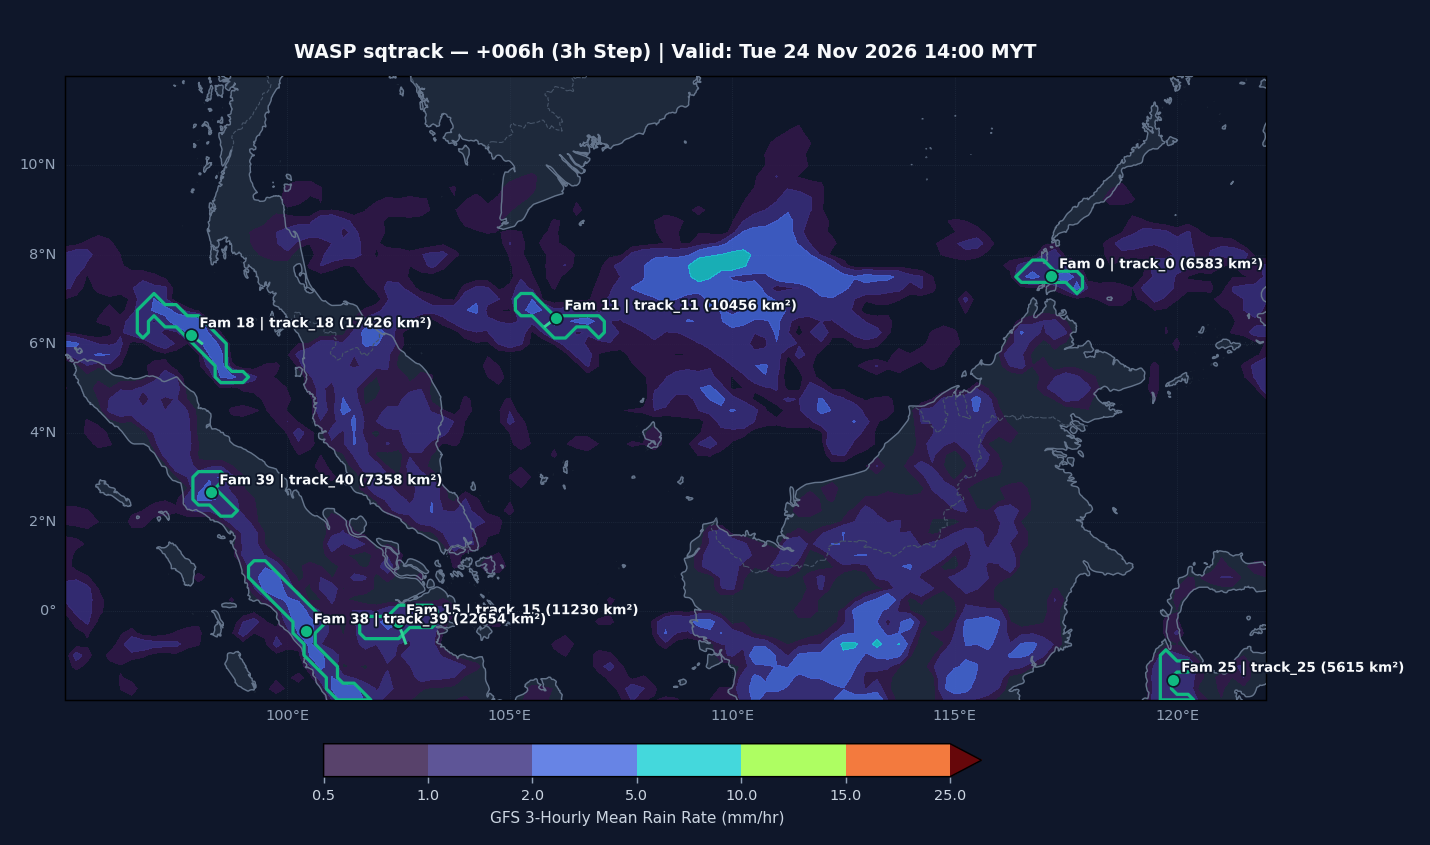 WASP sqtrack — +006h (3h Step) | Valid: Tue 24 Nov 2026 14:00 MYT
10°N
8°N
6°N
4°N
2°N
0°
Fam 0 | track_0 (6583 km²)
Fam 11 | track_11 (10456 km²)
Fam 18 | track_18 (17426 km²)
Fam 39 | track_40 (7358 km²)
Fam 15 | track_15 (11230 km²)
Fam 38 | track_39 (22654 km²)
Fam 25 | track_25 (5615 km²)
100°E 105°E 110°E 115°E 120°E
0.5 1.0 2.0 5.0 10.0 15.0 25.0
GFS 3-Hourly Mean Rain Rate (mm/hr)